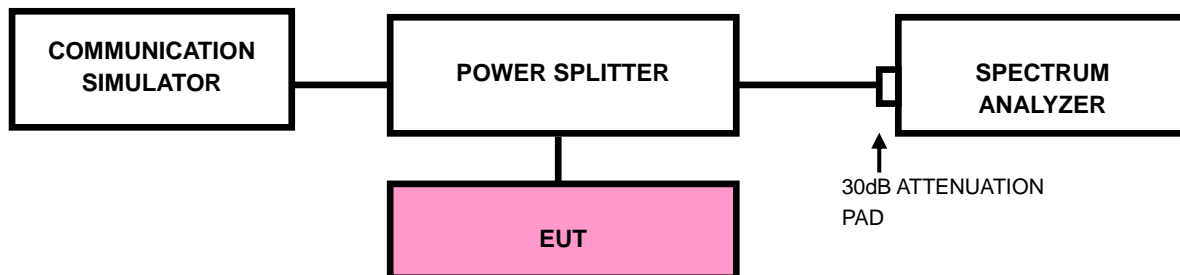 COMMUNICATION
SIMULATOR
POWER SPLITTER
SPECTRUM
ANALYZER
30dB ATTENUATION
PAD
EUT